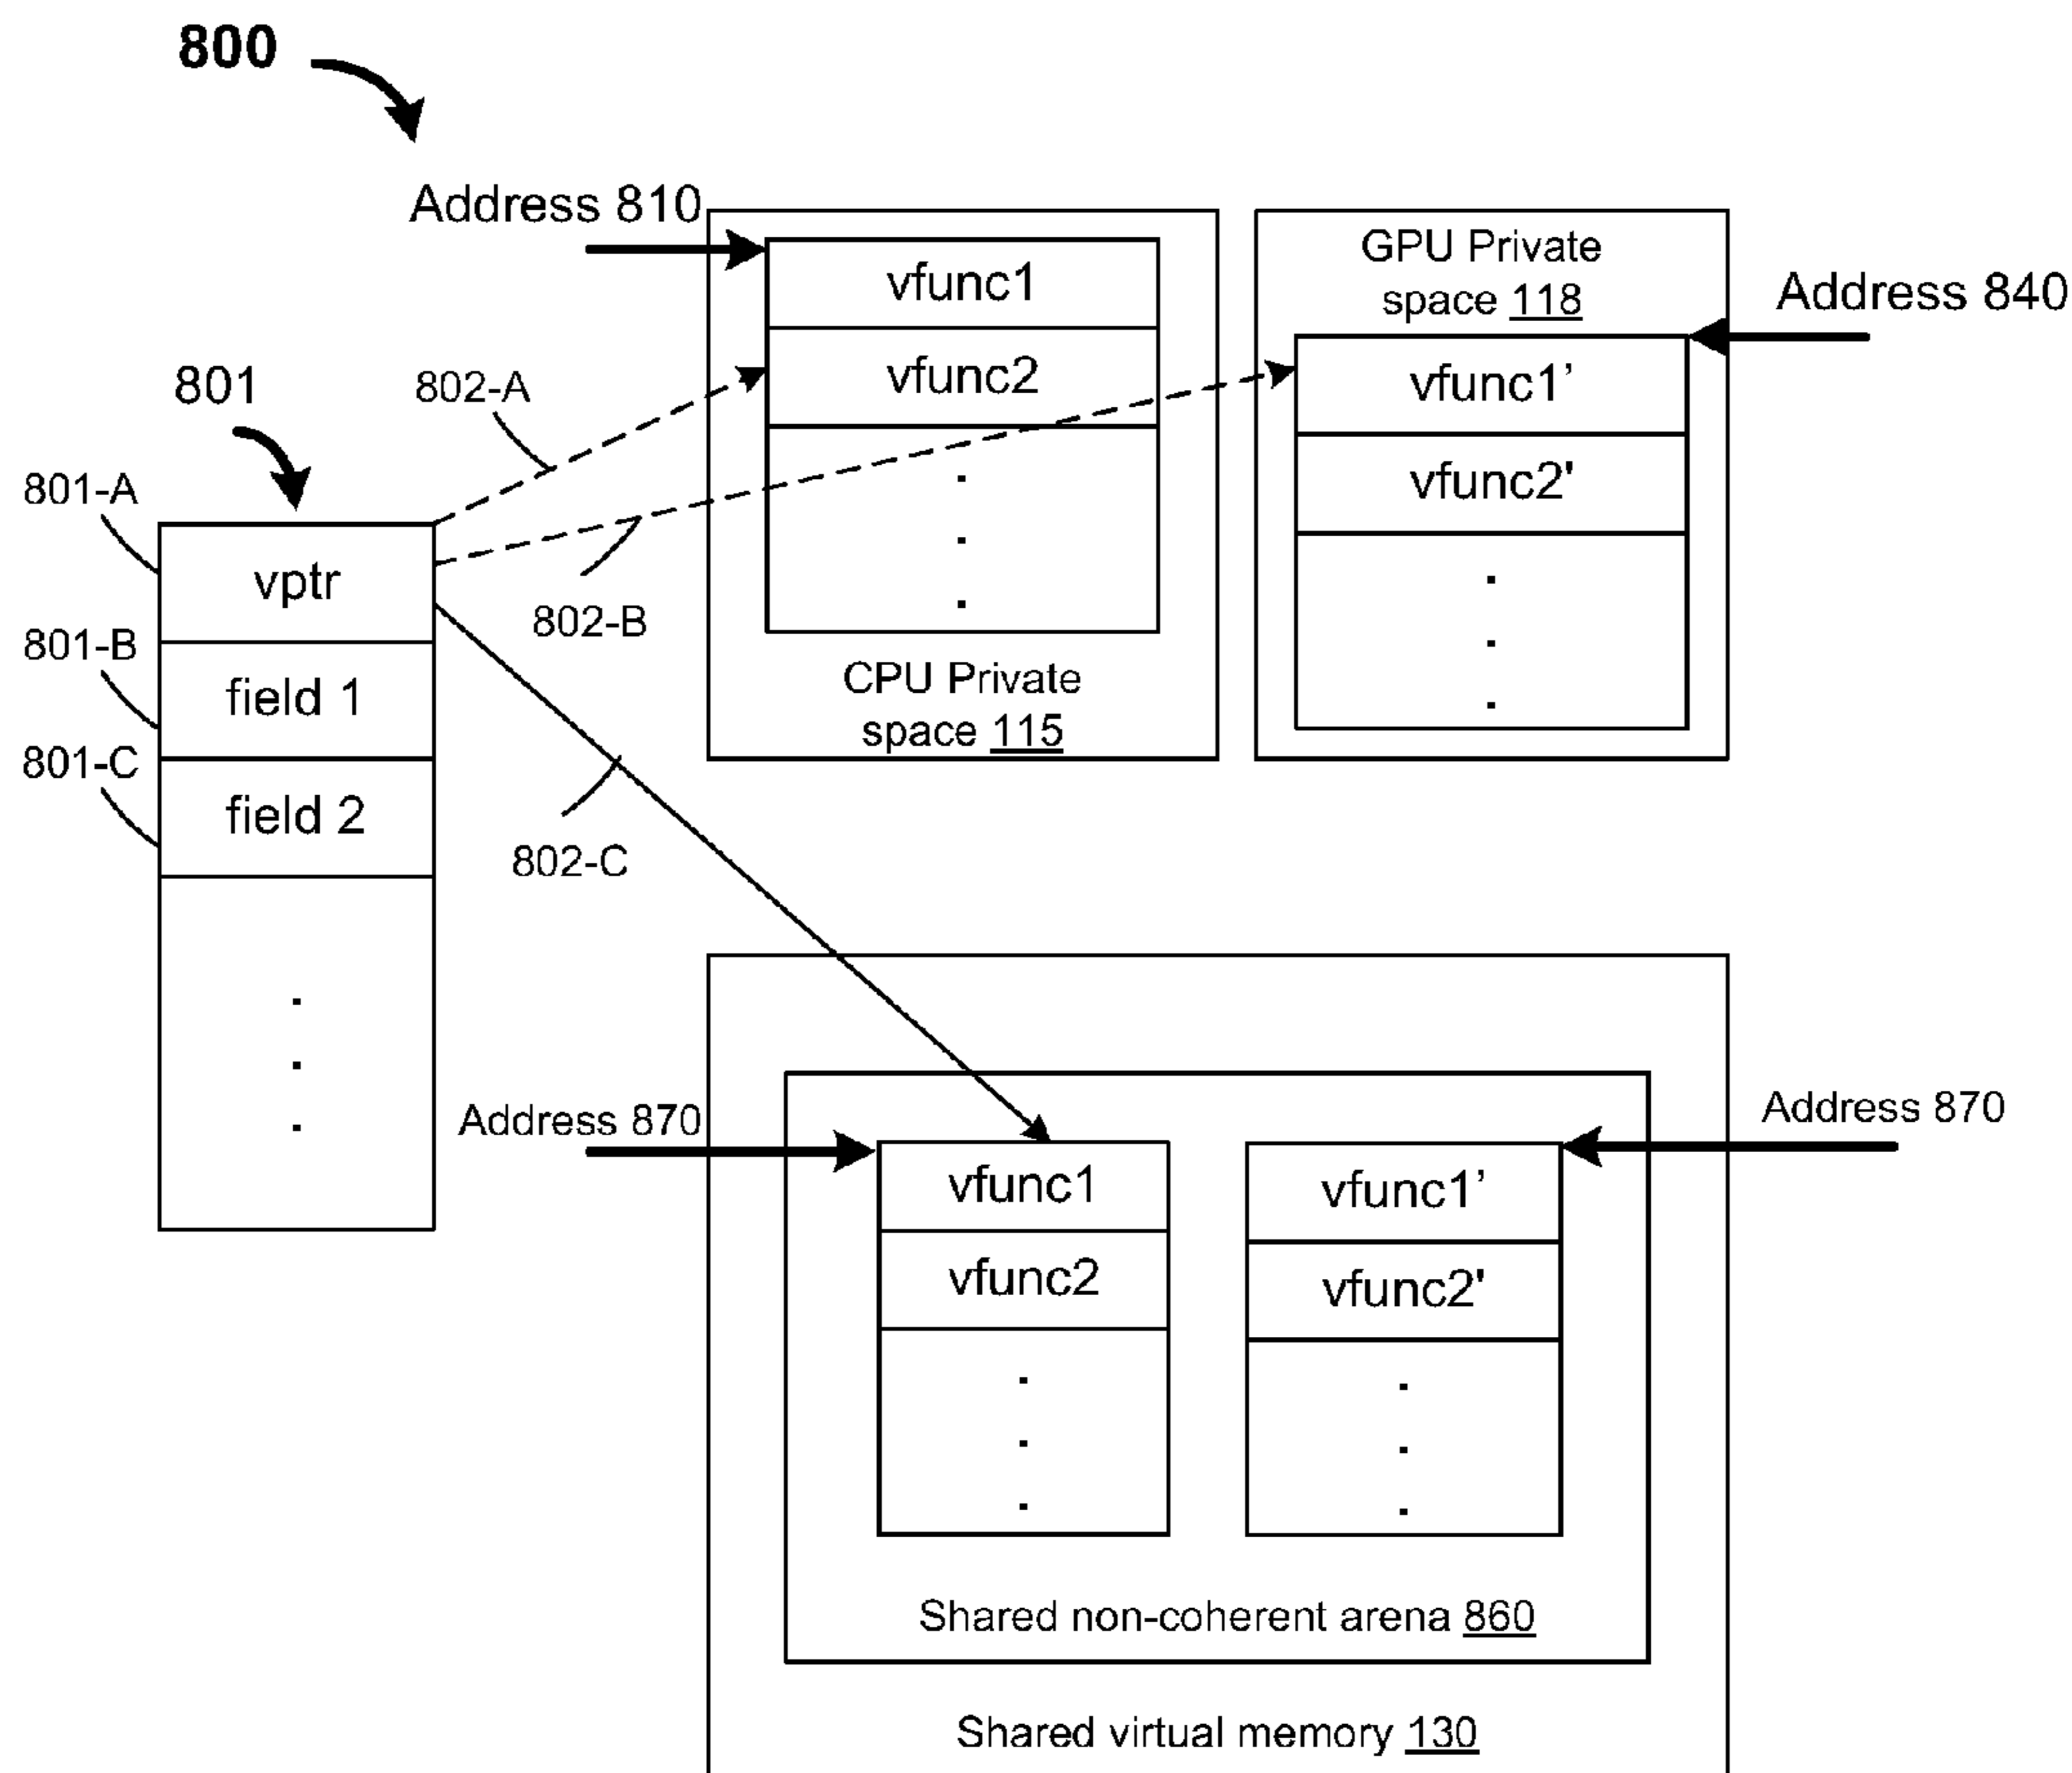 800
Address 810
vfunc1
vfunc2
CPU Private
space 115
GPU Private
space 118
Address 840
vfunc1’
vfunc2'
801
802-A
802-B
802-C
801-A
801-B
801-C
vptr
field 1
field 2
Address 870
Address 870
vfunc1
vfunc2
vfunc1’
vfunc2'
Shared non-coherent arena 860
Shared virtual memory 130